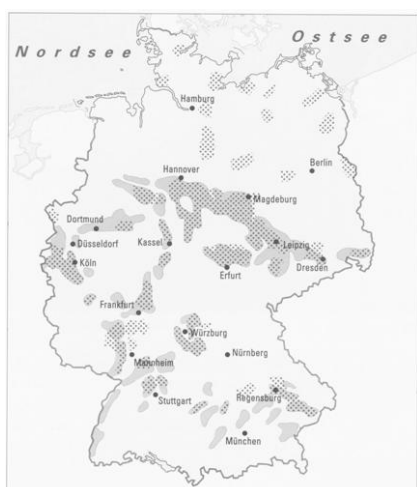 Nordsee
Ostsee
Hamburg
Berlin
Hannover
Magdeburg
Dortmund
Düsseldorf
Kassel
Leipzig
Köln
Erfurt
Dresden
Frankfurt
Würzburg
Mannheim
Nürnberg
Stuttgart
Regensburg
München